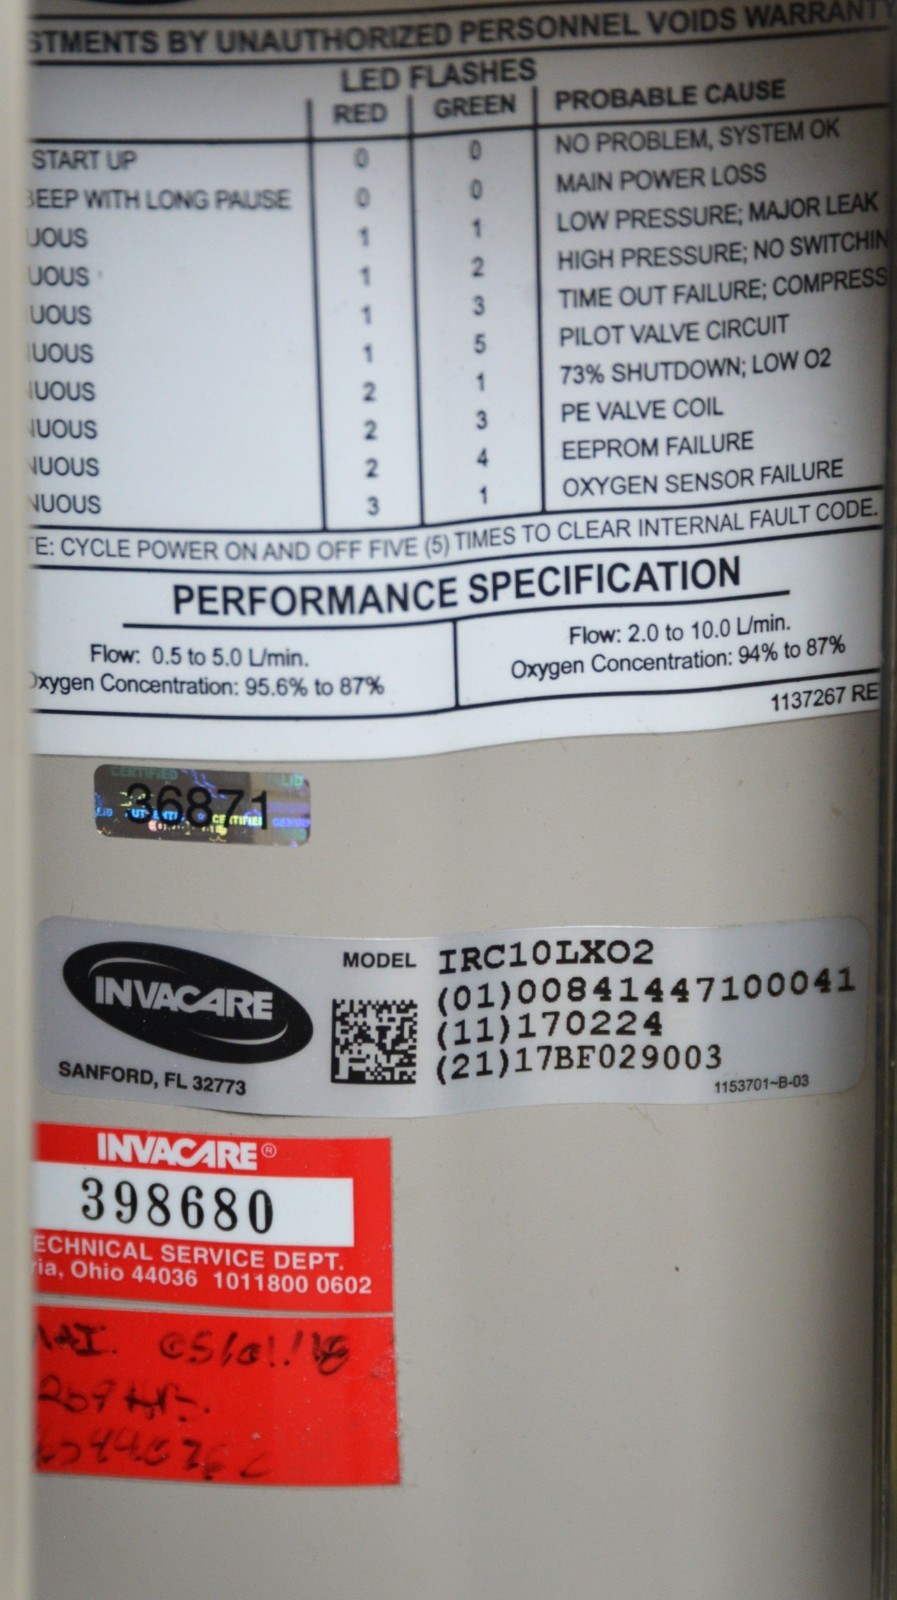 STMENTS BY UNAUTHORIZED PERSONNEL VOIDS WARRANTY
LED FLASHES
RED GREEN PROBABLE CAUSE
START UP 0 0 NO PROBLEM, SYSTEM OK
BEEP WITH LONG PAUSE 0 0 MAIN POWER LOSS
UOUS 1 1 LOW PRESSURE; MAJOR LEAK
UOUS 1 2 HIGH PRESSURE; NO SWITCHIN
UOUS 1 3 TIME OUT FAILURE; COMPRESS
UOUS 1 5 PILOT VALVE CIRCUIT
UOUS 2 1 73% SHUTDOWN; LOW O2
NUOUS 2 3 PE VALVE COIL
NUOUS 2 4 EEPROM FAILURE
NUOUS 3 1 OXYGEN SENSOR FAILURE
TE: CYCLE POWER ON AND OFF FIVE (5) TIMES TO CLEAR INTERNAL FAULT CODE.
PERFORMANCE SPECIFICATION
Flow: 0.5 to 5.0 L/min.
Oxygen Concentration: 95.6% to 87%
Flow: 2.0 to 10.0 L/min.
Oxygen Concentration: 94% to 87%
1137267 RE
36871
INVACARE
SANFORD, FL 32773
MODEL IRC10LXO2
(01)00841447100041
(11)170224
(21)17BF029003
1153701~B-03
INVACARE®
398680
ECHNICAL SERVICE DEPT.
ria, Ohio 44036 1011800 0602